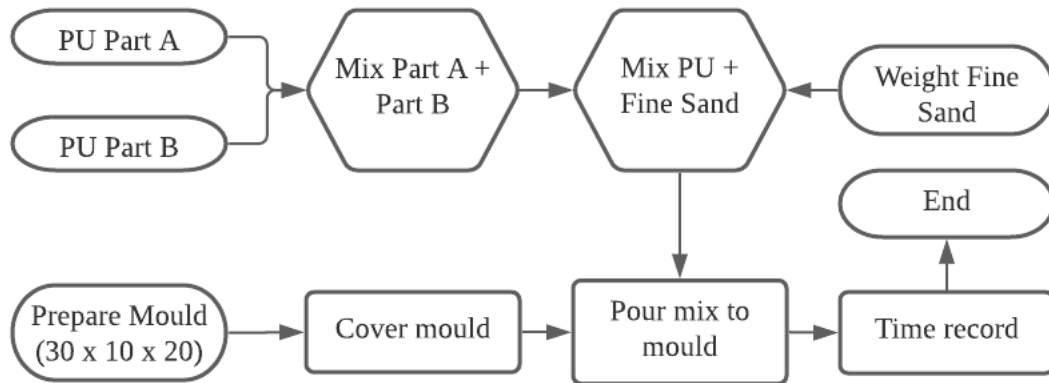 PU Part A
PU Part B
Mix Part A +
Part B
Mix PU +
Fine Sand
Weight Fine
Sand
End
Prepare Mould
(30 x 10 x 20)
Cover mould
Pour mix to
mould
Time record